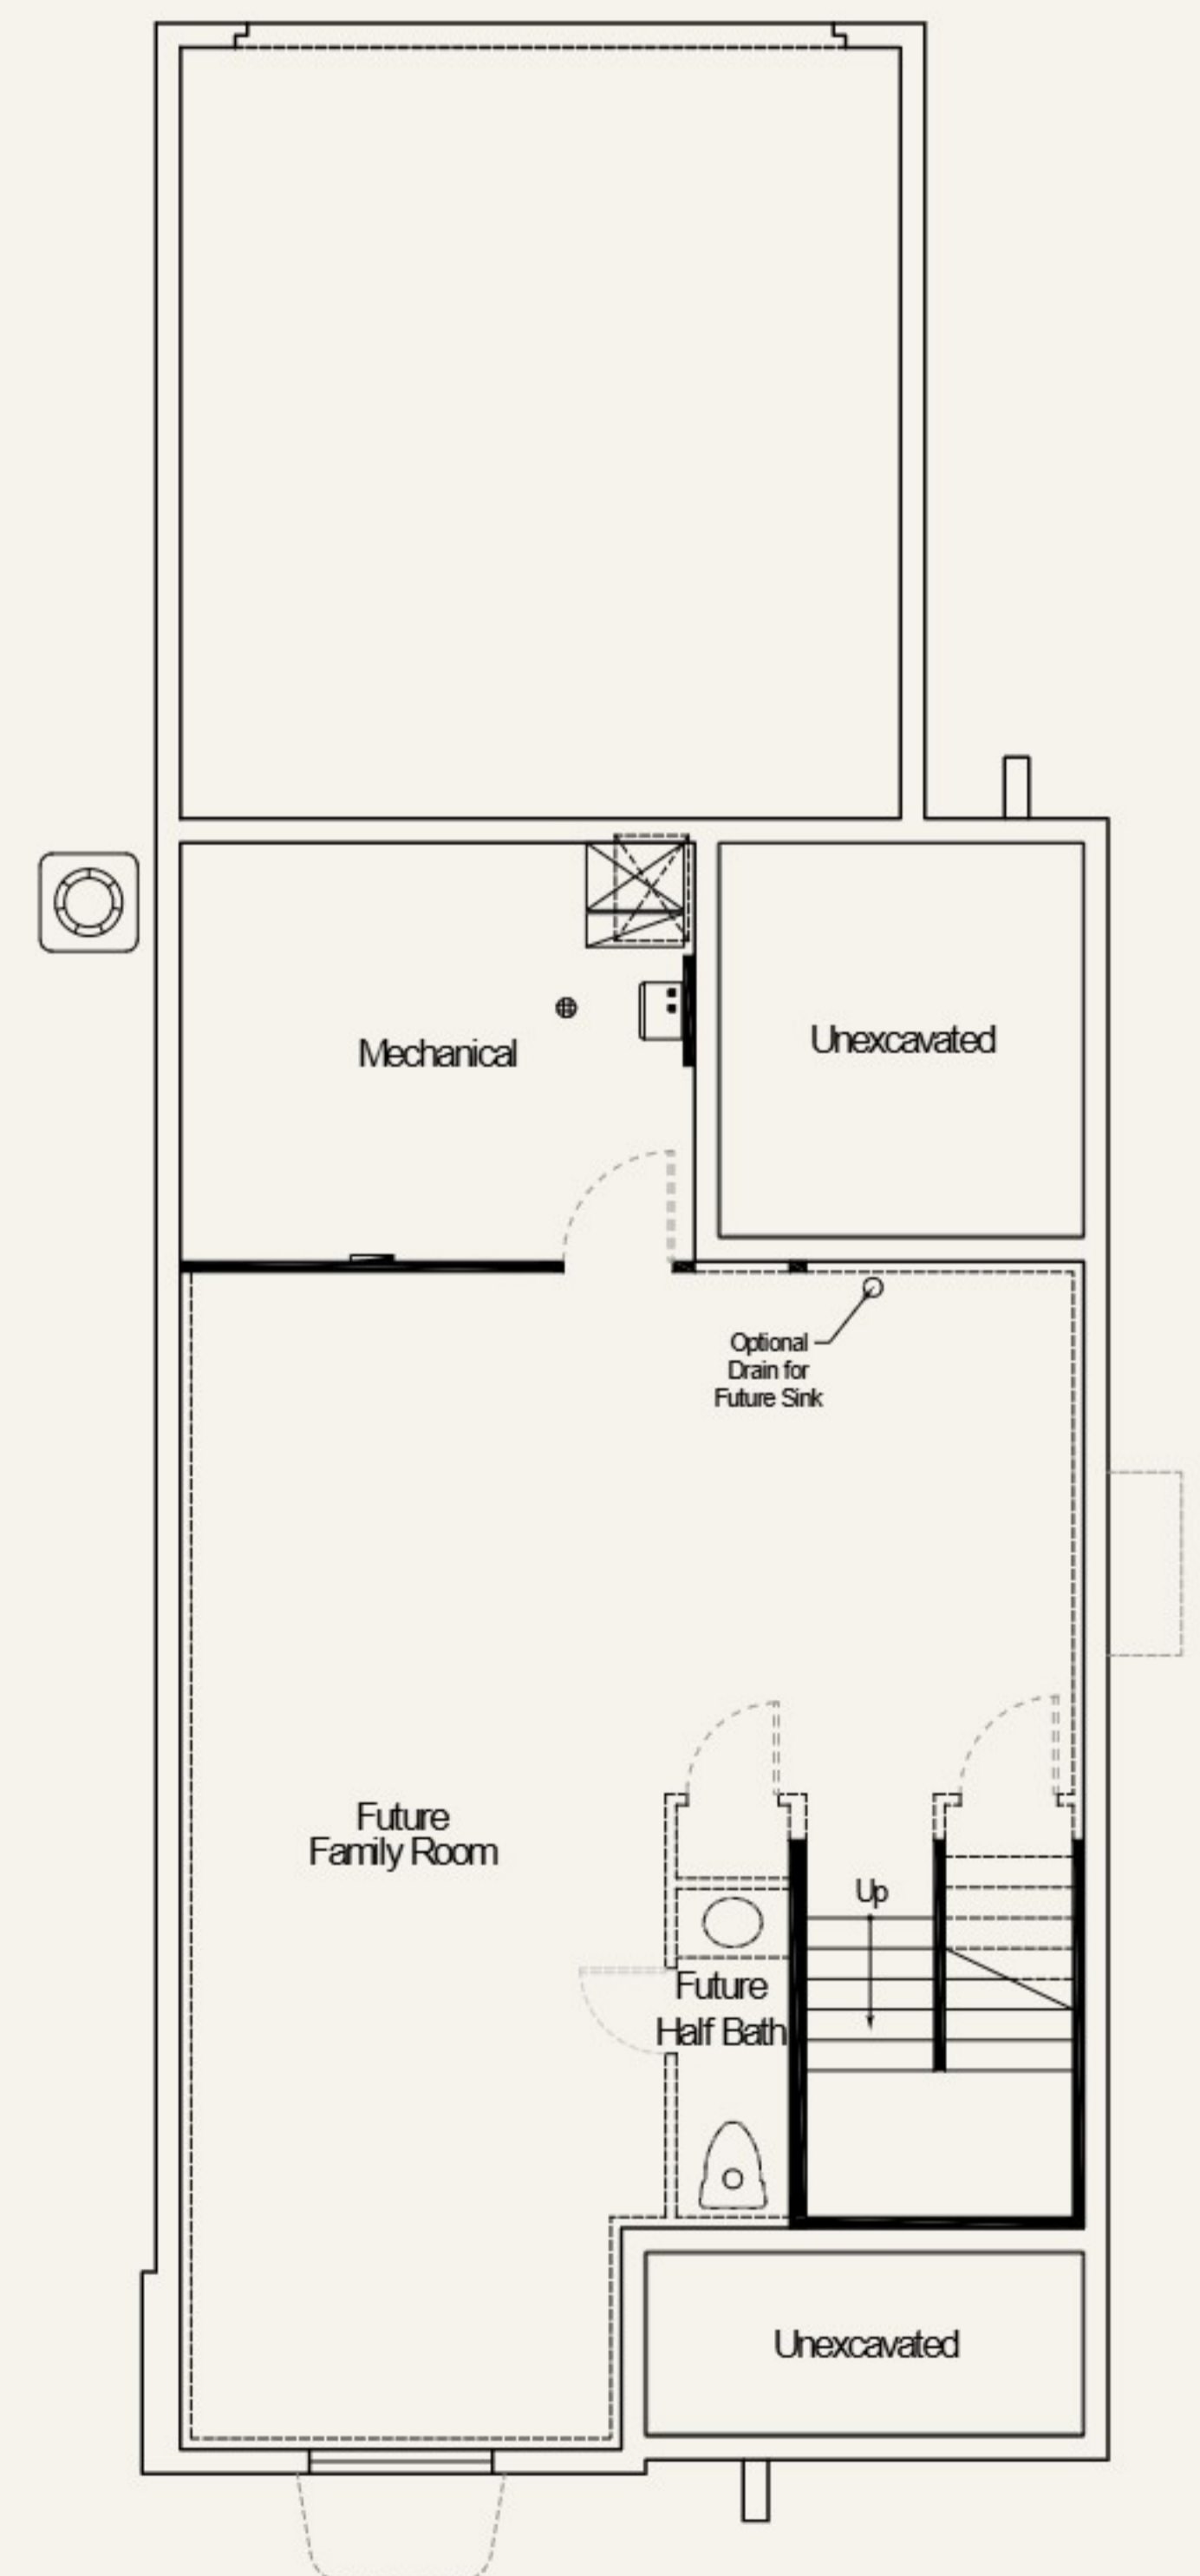 Mechanical
Unexcavated
Optional
Drain for
Future Sink
Future
Family Room
Up
Future
Half Bath
Unexcavated